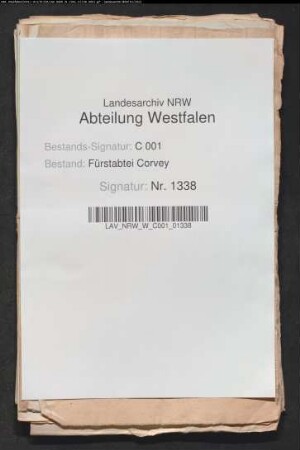 Landesarchiv NRW
Abteilung Westfalen
Bestands-Signatur: C 001
Bestand: Fürstabtei Corvey
Signatur: Nr. 1338
LAV_NRW_W_C001_01338